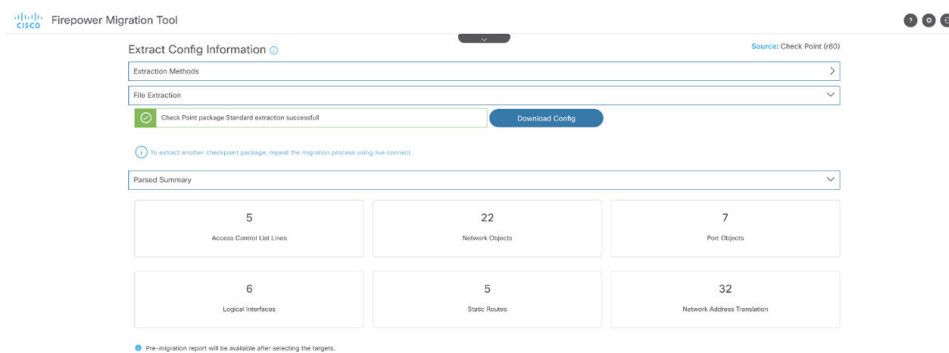 CISCO
Firepower Migration Tool
?
Extract Config Information
Source: Check Point (r80)
Extraction Methods
File Extraction
Check Point package Standard extraction successfull
Download Config
To extract another checkpoint package, repeat the migration process using live connect.
Parsed Summary
5
Access Control List Lines
22
Network Objects
7
Port Objects
6
Logical Interfaces
5
Static Routes
32
Network Address Translation
Pre-migration report will be available after selecting the targets.